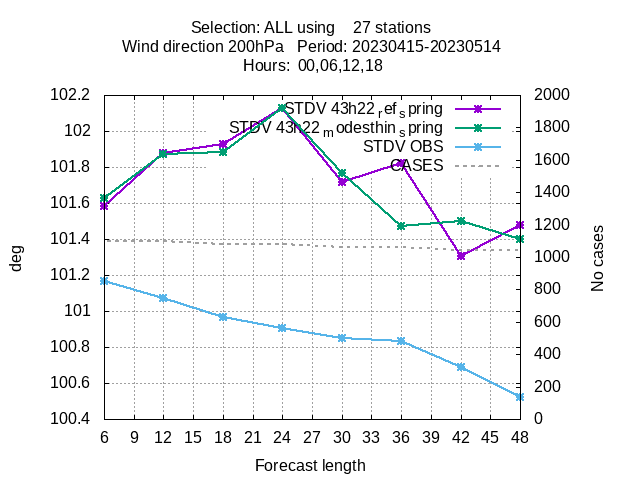 Selection: ALL using 27 stations
Wind direction 200hPa Period: 20230415-20230514
Hours: 00,06,12,18
STDV 43h22refspring
STDV 43h22modesthinspring
STDV OBS
CASES
102.2
102
101.8
101.6
101.4
101.2
101
100.8
100.6
100.4
deg
2000
1800
1600
1400
1200
1000
800
600
400
200
0
No cases
6 9 12 15 18 21 24 27 30 33 36 39 42 45 48
Forecast length